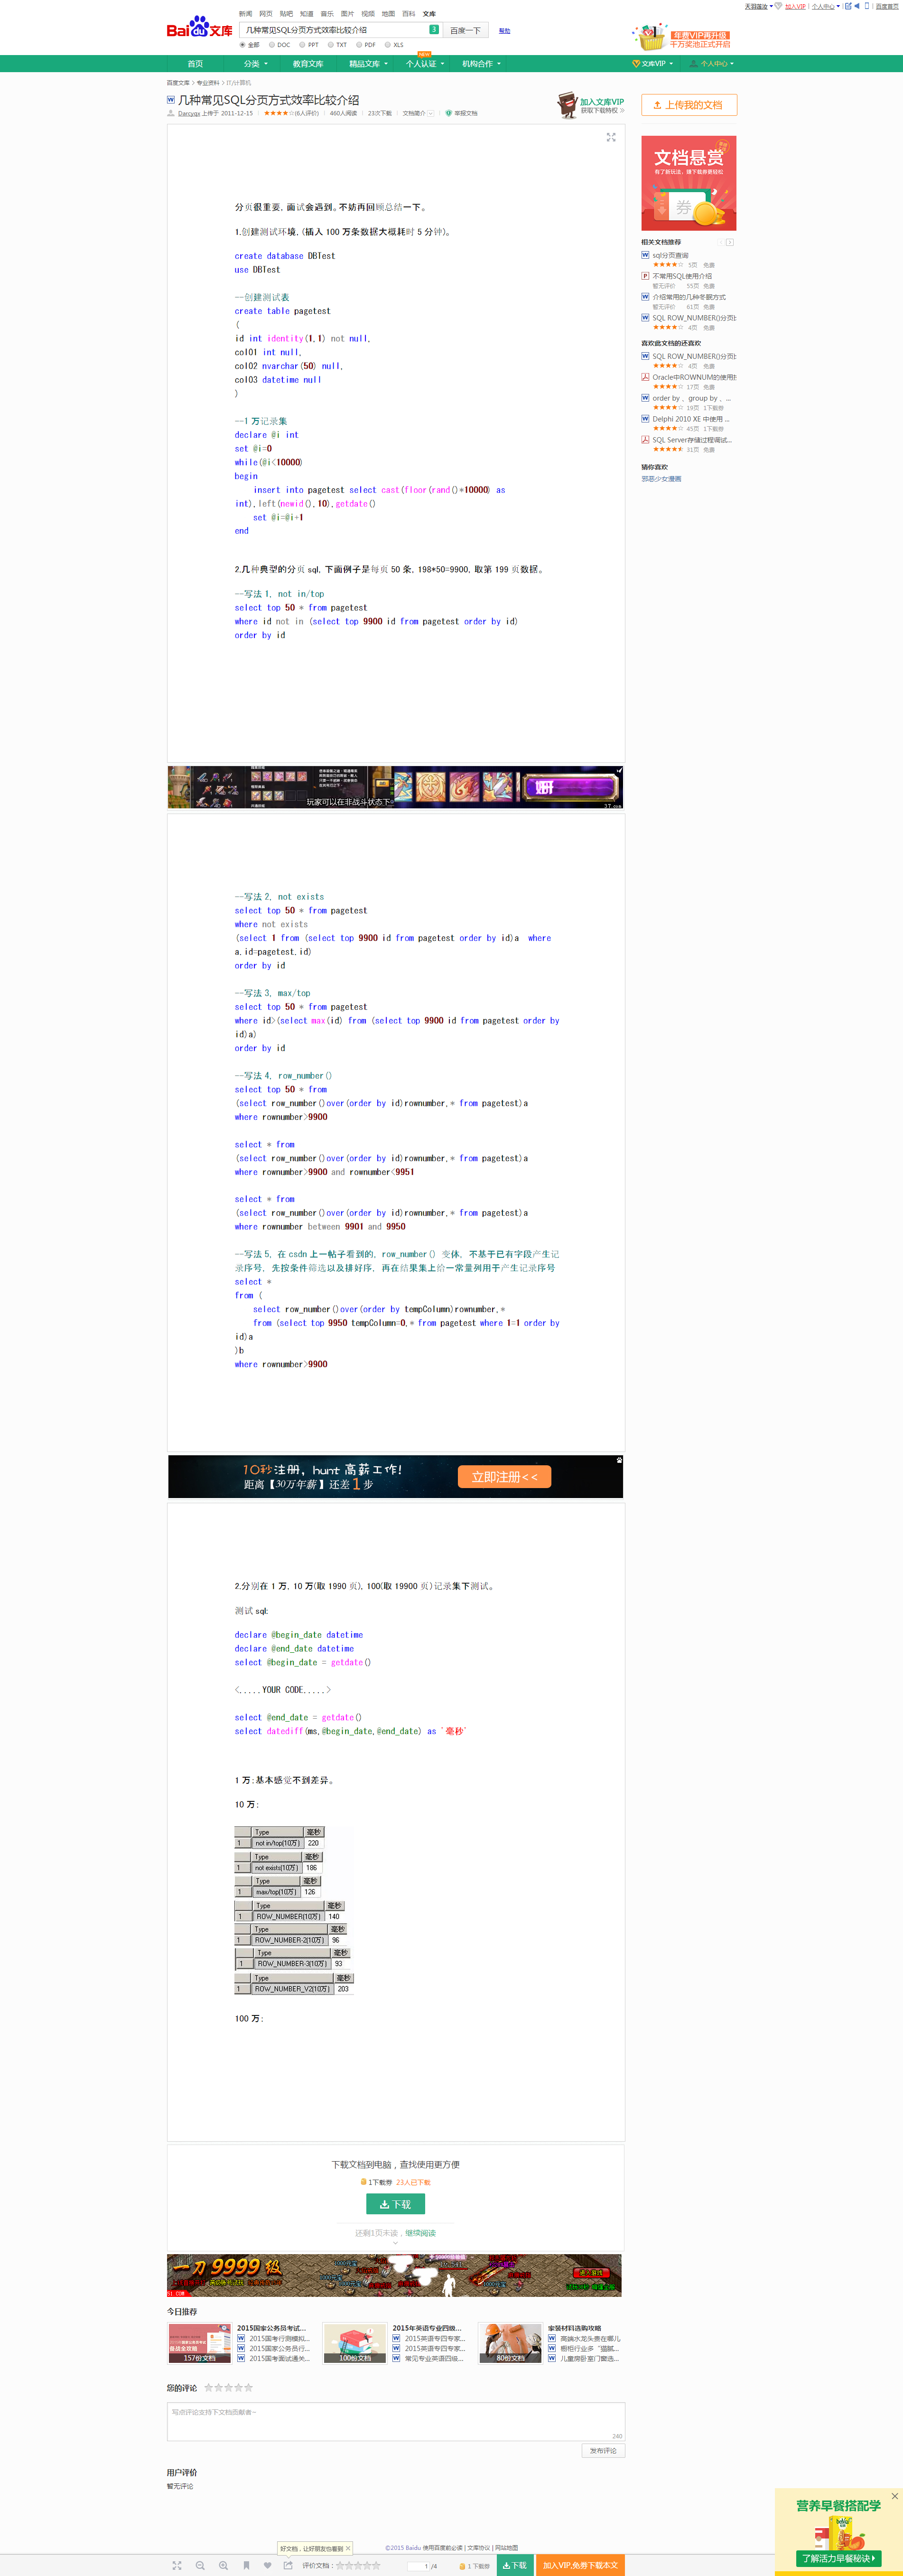 天羽莲汝
加入VIP
个人中心
百度首页
新闻 网页 贴吧 知道 音乐 图片 视频 地图 百科 文库
Bai 文库
几种常见SQL分页方式效率比较介绍
百度一下
帮助
全部 DOC PPT TXT PDF XLS
年费VIP再升级
千万奖池正式开启
首页 分类 教育文库 精品文库 个人认证 机构合作 文库VIP 个人中心
百度文库 > 专业资料 > IT/计算机
几种常见SQL分页方式效率比较介绍
Darcyqx 上传于 2011-12-15 (6人评价) 460人阅读 23次下载 文档简介 举报文档
加入文库VIP
获取下载特权
上传我的文档
分页很重要,面试会遇到。不妨再回顾总结一下。
1.创建测试环境,(插入 100 万条数据大概耗时 5 分钟)。
create database DBTest
use DBTest
--创建测试表
create table pagetest
(
id int identity(1,1) not null,
col01 int null,
col02 nvarchar(50) null,
col03 datetime null
)
--1 万记录集
declare @i int
set @i=0
while(@i<10000)
begin
insert into pagetest select cast(floor(rand()*10000) as
int),left(newid(),10),getdate()
set @i=@i+1
end
2.几种典型的分页 sql,下面例子是每页 50 条,198*50=9900,取第 199 页数据。
--写法 1, not in/top
select top 50 * from pagetest
where id not in (select top 9900 id from pagetest order by id)
order by id
文档悬赏
券
相关文档推荐
sql分页查询
5页 免费
不常用SQL使用介绍
暂无评价 55页 免费
介绍常用的几种冬眠方式
暂无评价 61页 免费
SQL ROW_NUMBER()分页比
4页 免费
喜欢此文档的还喜欢
SQL ROW_NUMBER()分页比
4页 免费
Oracle中ROWNUM的使用技
17页 免费
order by 、group by 、...
19页 1下载券
Delphi 2010 XE 中使用 ...
45页 1下载券
SQL Server存储过程调试...
31页 免费
猜你喜欢
邪恶少女漫画
玩家可以在非战斗状态下
--写法 2, not exists
select top 50 * from pagetest
where not exists
(select 1 from (select top 9900 id from pagetest order by id)a where
a.id=pagetest.id)
order by id
--写法 3, max/top
select top 50 * from pagetest
where id>(select max(id) from (select top 9900 id from pagetest order by
id)a)
order by id
--写法 4, row_number()
select top 50 * from
(select row_number()over(order by id)rownumber,* from pagetest)a
where rownumber>9900
select * from
(select row_number()over(order by id)rownumber,* from pagetest)a
where rownumber>9900 and rownumber<9951
select * from
(select row_number()over(order by id)rownumber,* from pagetest)a
where rownumber between 9901 and 9950
--写法 5, 在 csdn 上一帖子看到的, row_number() 变体, 不基于已有字段产生记
录序号, 先按条件筛选以及排好序, 再在结果集上给一常量列用于产生记录序号
select *
from (
select row_number()over(order by tempColumn)rownumber,*
from (select top 9950 tempColumn=0,* from pagetest where 1=1 order by
id)a
)b
where rownumber>9900
10秒注册,hunt 高薪工作!
距离【30万年薪】还差1步
立即注册<<
2.分别在 1 万, 10 万(取 1990 页), 100(取 19900 页)记录集下测试。
测试 sql:
declare @begin_date datetime
declare @end_date datetime
select @begin_date = getdate()
<.....YOUR CODE.....>
select @end_date = getdate()
select datediff(ms,@begin_date,@end_date) as '毫秒'
1 万:基本感觉不到差异。
10 万:
Type 毫秒
1 not in/top(10万) 220
Type 毫秒
1 not exists(10万) 186
Type 毫秒
1 max/top(10万) 126
Type 毫秒
1 ROW_NUMBER(10万) 140
Type 毫秒
1 ROW_NUMBER-2(10万) 96
Type 毫秒
1 ROW_NUMBER-3(10万) 93
Type 毫秒
1 ROW_NUMBER_V2(10万) 203
100 万:
下载文档到电脑,查找使用更方便
1下载券 23人已下载
下载
还剩1页未读,继续阅读
一刀 9999 级
今日推荐
157份文档
2015国家公务员考试...
2015国考行测模拟...
2015国家公务员行...
2015国考面试通关...
100份文档
2015年英语专业四级...
2015英语专四专家...
2015英语专四专家...
常见专业英语四级...
80份文档
家装材料选购攻略
高端水龙头贵在哪儿
橱柜行业多“猫腻...
儿童房卧室门窗选...
您的评论
写点评论支持下文档贡献者~
240
发布评论
用户评价
暂无评论
©2015 Baidu 使用百度前必读 | 文库协议 | 网站地图
好文档,让好朋友也看到
评价文档:
1 /4
1 下载券
下载
加入VIP,免费下载本文
营养早餐搭配学
了解活力早餐秘诀